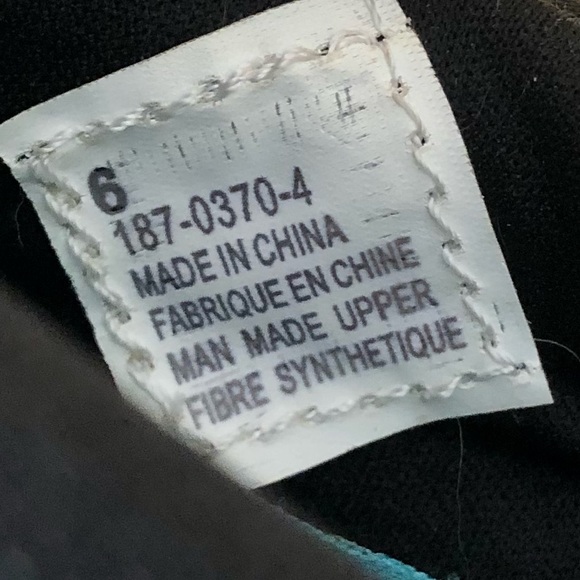 6
187-0370-4
MADE IN CHINA
FABRIQUE EN CHINE
MAN MADE UPPER
FIBRE SYNTHETIQUE